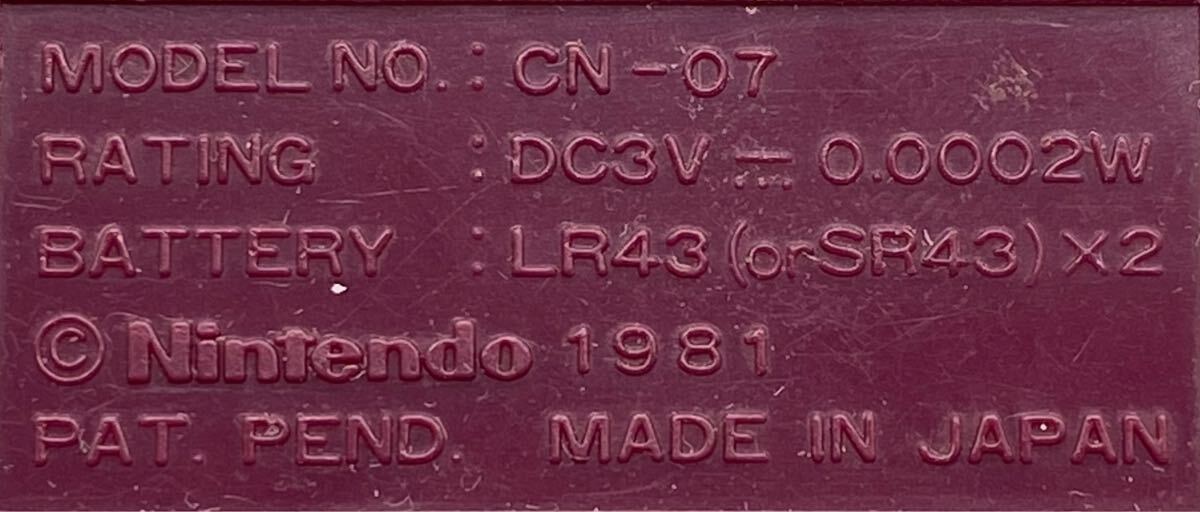 MODEL NO. : CN-07
RATING : DC3V ⎓ 0.0002W
BATTERY : LR43 (or SR43) X2
© Nintendo 1981
PAT. PEND. MADE IN JAPAN